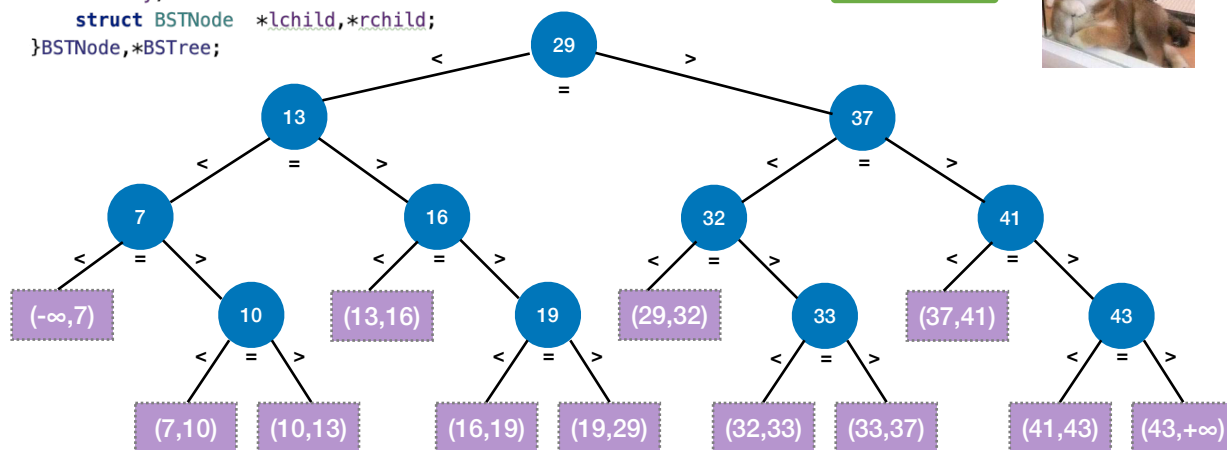 struct BSTNode *lchild,*rchild;
}BSTNode,*BSTree;
29
< = >
13 37
< = > < = >
7 16 32 41
< = > < = > < = > < = >
(-∞,7) 10 (13,16) 19 (29,32) 33 (37,41) 43
< = > < = > < = > < = >
(7,10) (10,13) (16,19) (19,29) (32,33) (33,37) (41,43) (43,+∞)